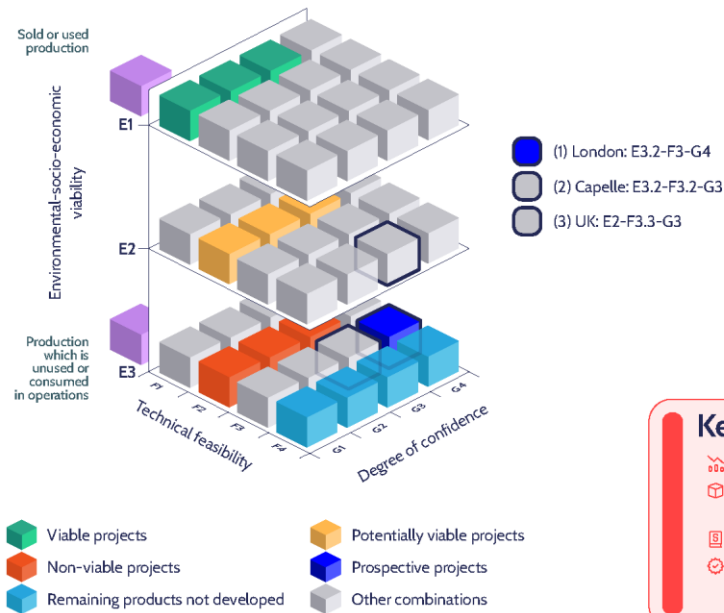 Sold or used
production
Environmental-socio-economic
viability
E1
E2
E3
Production
which is
unused or
consumed
in operations
F1
F2
F3
F4
Technical feasibility
G1
G2
G3
G4
Degree of confidence
(1) London: E3.2-F3-G4
(2) Capelle: E3.2-F3.2-G3
(3) UK: E2-F3.3-G3
Ke
Viable projects
Non-viable projects
Remaining products not developed
Potentially viable projects
Prospective projects
Other combinations